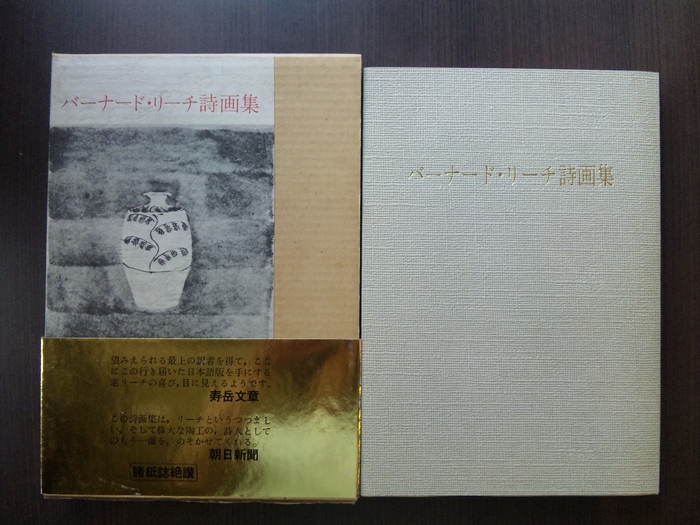 バーナード・リーチ詩画集
望みえられる最上の訳者を得て、ここ
にこの行き届いた日本語版を手にする
老リーチの喜び、目に見えるようです。
寿岳文章
この詩画集は、リーチというつつまし
い、そして偉大な陶工の、詩人として
のもう一面を、のぞかせてくれる。
朝日新聞
諸紙誌絶讃
バーナード・リーチ詩画集